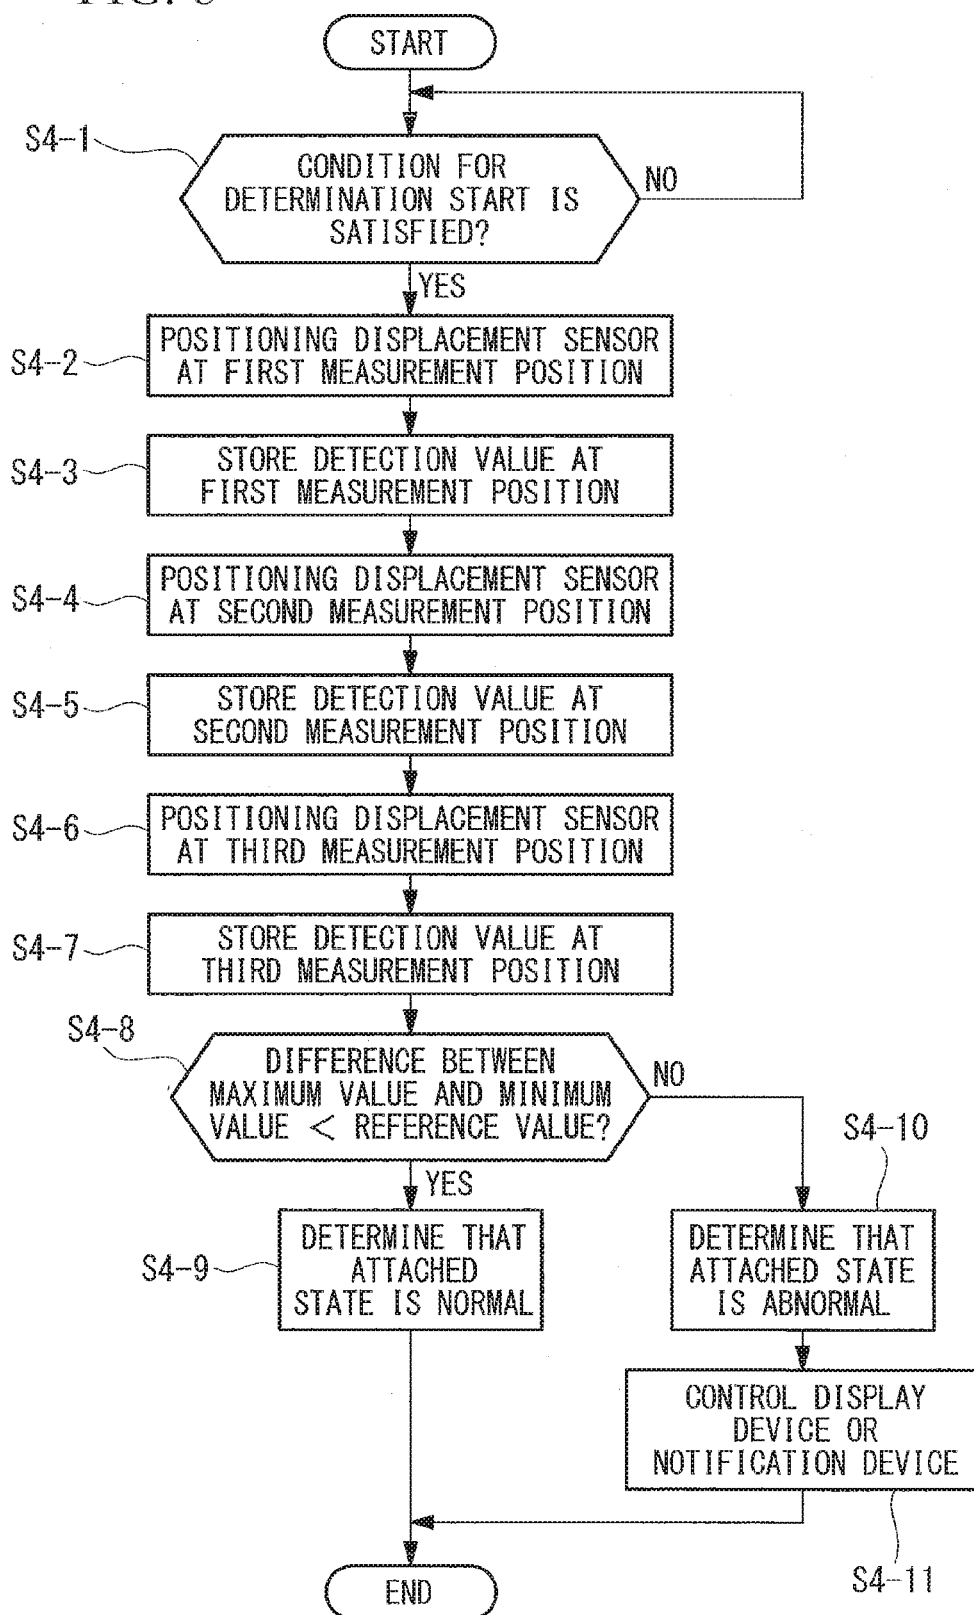 START
S4-1
CONDITION FOR
DETERMINATION START IS
SATISFIED?
NO
YES
S4-2
POSITIONING DISPLACEMENT SENSOR
AT FIRST MEASUREMENT POSITION
S4-3
STORE DETECTION VALUE AT
FIRST MEASUREMENT POSITION
S4-4
POSITIONING DISPLACEMENT SENSOR
AT SECOND MEASUREMENT POSITION
S4-5
STORE DETECTION VALUE AT
SECOND MEASUREMENT POSITION
S4-6
POSITIONING DISPLACEMENT SENSOR
AT THIRD MEASUREMENT POSITION
S4-7
STORE DETECTION VALUE AT
THIRD MEASUREMENT POSITION
S4-8
DIFFERENCE BETWEEN
MAXIMUM VALUE AND MINIMUM
VALUE < REFERENCE VALUE?
NO
YES
S4-9
DETERMINE THAT
ATTACHED
STATE IS NORMAL
S4-10
DETERMINE THAT
ATTACHED STATE
IS ABNORMAL
CONTROL DISPLAY
DEVICE OR
NOTIFICATION DEVICE
S4-11
END